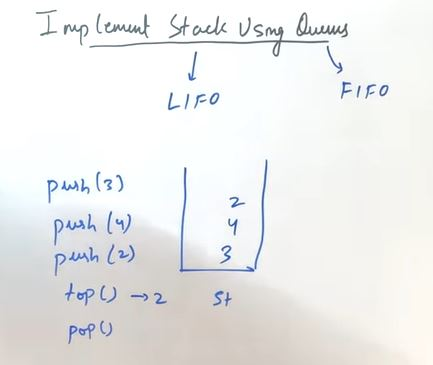 Implement Stack Using Queues
LIFO
FIFO
push(3)
push(4)
push(2)
top() → 2
pop()
2
4
3
St